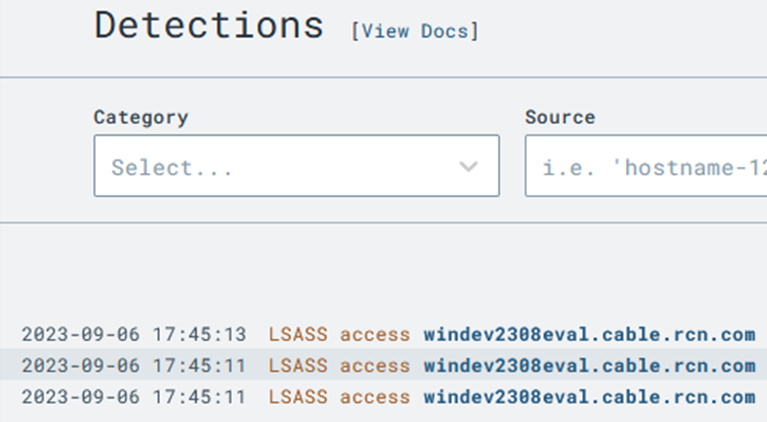 Detections [View Docs]
Category Source
Select... i.e. 'hostname-12
2023-09-06 17:45:13 LSASS access windev2308eval.cable.rcn.com
2023-09-06 17:45:11 LSASS access windev2308eval.cable.rcn.com
2023-09-06 17:45:11 LSASS access windev2308eval.cable.rcn.com